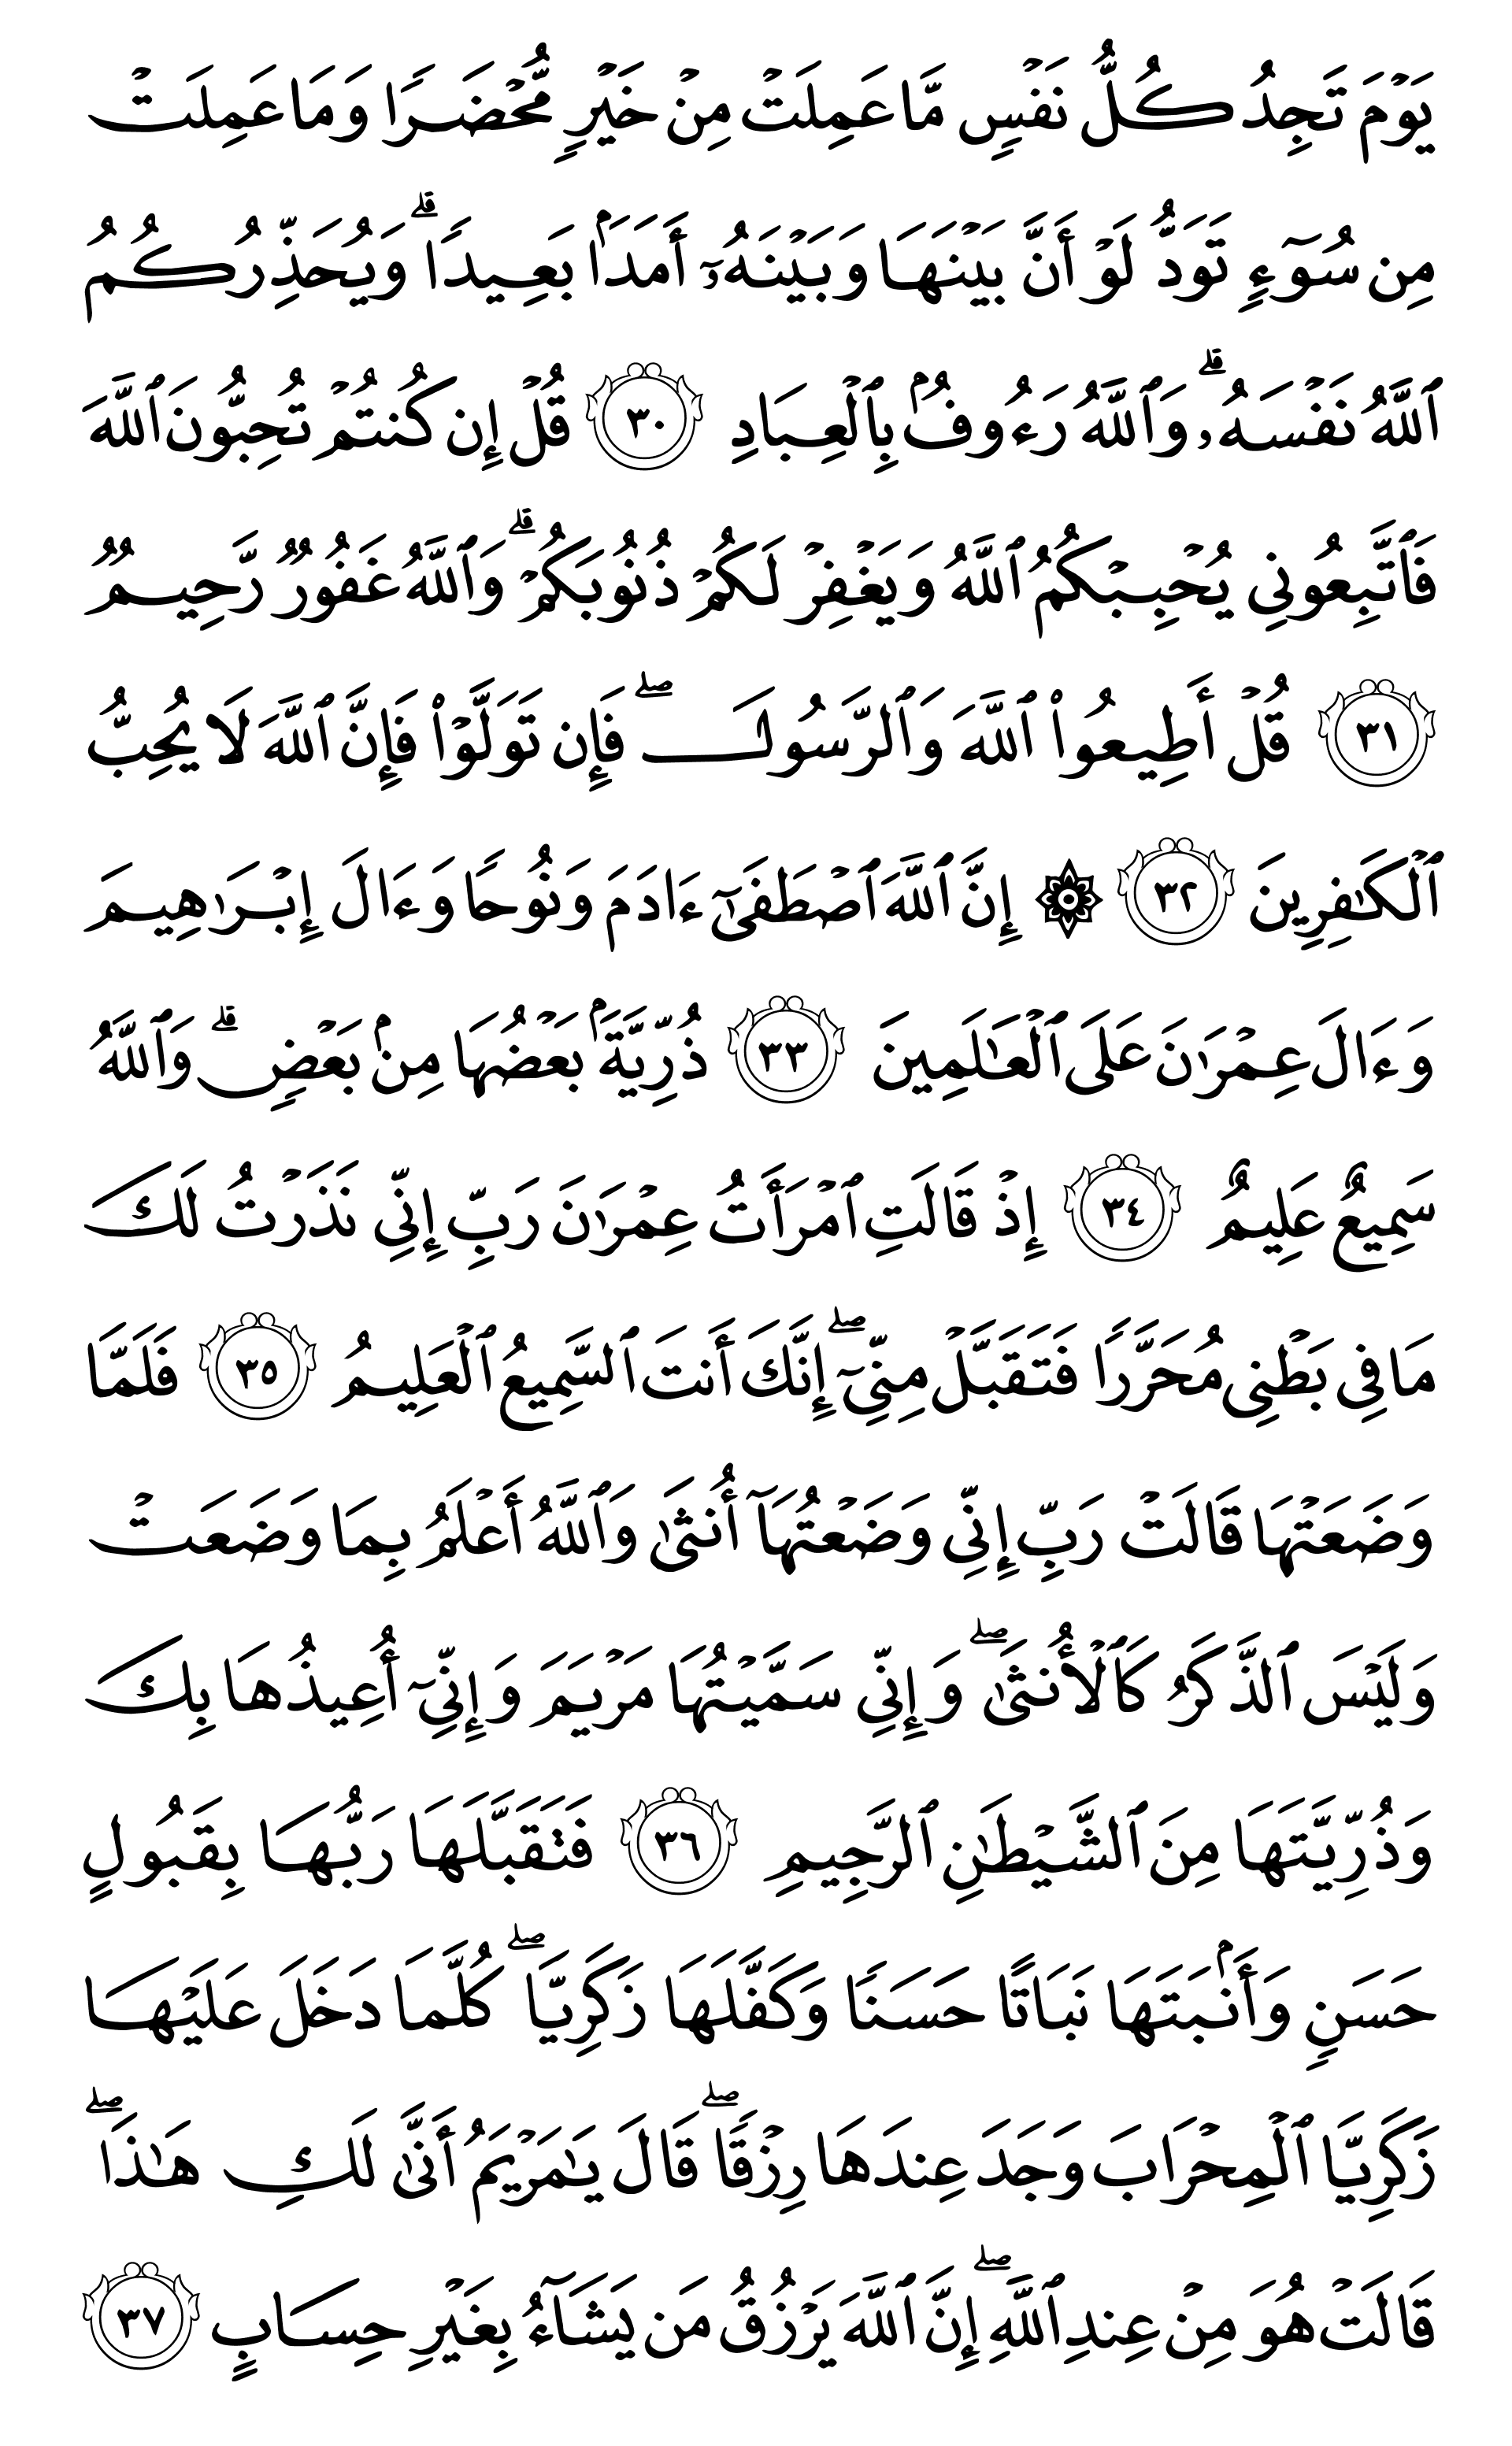 يَوْمَ تَجِدُ كُلُّ نَفْسٍ مَّا عَمِلَتْ مِنْ خَيْرٍ مُّحْضَرًا وَمَا عَمِلَتْ
مِن سُوٓءٍ تَوَدُّ لَوْ أَنَّ بَيْنَهَا وَبَيْنَهُۥٓ أَمَدَۢا بَعِيدًا ۗ وَيُحَذِّرُكُمُ
ٱللَّهُ نَفْسَهُۥ ۗ وَٱللَّهُ رَءُوفُۢ بِٱلْعِبَادِ ٣٠ قُلْ إِن كُنتُمْ تُحِبُّونَ ٱللَّهَ
فَٱتَّبِعُونِي يُحْبِبْكُمُ ٱللَّهُ وَيَغْفِرْ لَكُمْ ذُنُوبَكُمْ ۗ وَٱللَّهُ غَفُورٌ رَّحِيمٌ
٣١ قُلْ أَطِيعُوا۟ ٱللَّهَ وَٱلرَّسُولَ ۖ فَإِن تَوَلَّوْا۟ فَإِنَّ ٱللَّهَ لَا يُحِبُّ
ٱلْكَـٰفِرِينَ ٣٢ ۞ إِنَّ ٱللَّهَ ٱصْطَفَىٰٓ ءَادَمَ وَنُوحًا وَءَالَ إِبْرَٰهِيمَ
وَءَالَ عِمْرَٰنَ عَلَى ٱلْعَـٰلَمِينَ ٣٣ ذُرِّيَّةَۢ بَعْضُهَا مِنۢ بَعْضٍ ۗ وَٱللَّهُ
سَمِيعٌ عَلِيمٌ ٣٤ إِذْ قَالَتِ ٱمْرَأَتُ عِمْرَٰنَ رَبِّ إِنِّي نَذَرْتُ لَكَ
مَا فِي بَطْنِي مُحَرَّرًا فَتَقَبَّلْ مِنِّيٓ ۖ إِنَّكَ أَنتَ ٱلسَّمِيعُ ٱلْعَلِيمُ ٣٥ فَلَمَّا
وَضَعَتْهَا قَالَتْ رَبِّ إِنِّي وَضَعْتُهَآ أُنثَىٰ وَٱللَّهُ أَعْلَمُ بِمَا وَضَعَتْ
وَلَيْسَ ٱلذَّكَرُ كَٱلْأُنثَىٰ ۖ وَإِنِّي سَمَّيْتُهَا مَرْيَمَ وَإِنِّيٓ أُعِيذُهَا بِكَ
وَذُرِّيَّتَهَا مِنَ ٱلشَّيْطَـٰنِ ٱلرَّجِيمِ ٣٦ فَتَقَبَّلَهَا رَبُّهَا بِقَبُولٍ
حَسَنٍ وَأَنۢبَتَهَا نَبَاتًا حَسَنًا وَكَفَّلَهَا زَكَرِيَّا ۖ كُلَّمَا دَخَلَ عَلَيْهَا
زَكَرِيَّا ٱلْمِحْرَابَ وَجَدَ عِندَهَا رِزْقًا ۖ قَالَ يَـٰمَرْيَمُ أَنَّىٰ لَكِ هَـٰذَا ۖ
قَالَتْ هُوَ مِنْ عِندِ ٱللَّهِ ۖ إِنَّ ٱللَّهَ يَرْزُقُ مَن يَشَآءُ بِغَيْرِ حِسَابٍ ٣٧